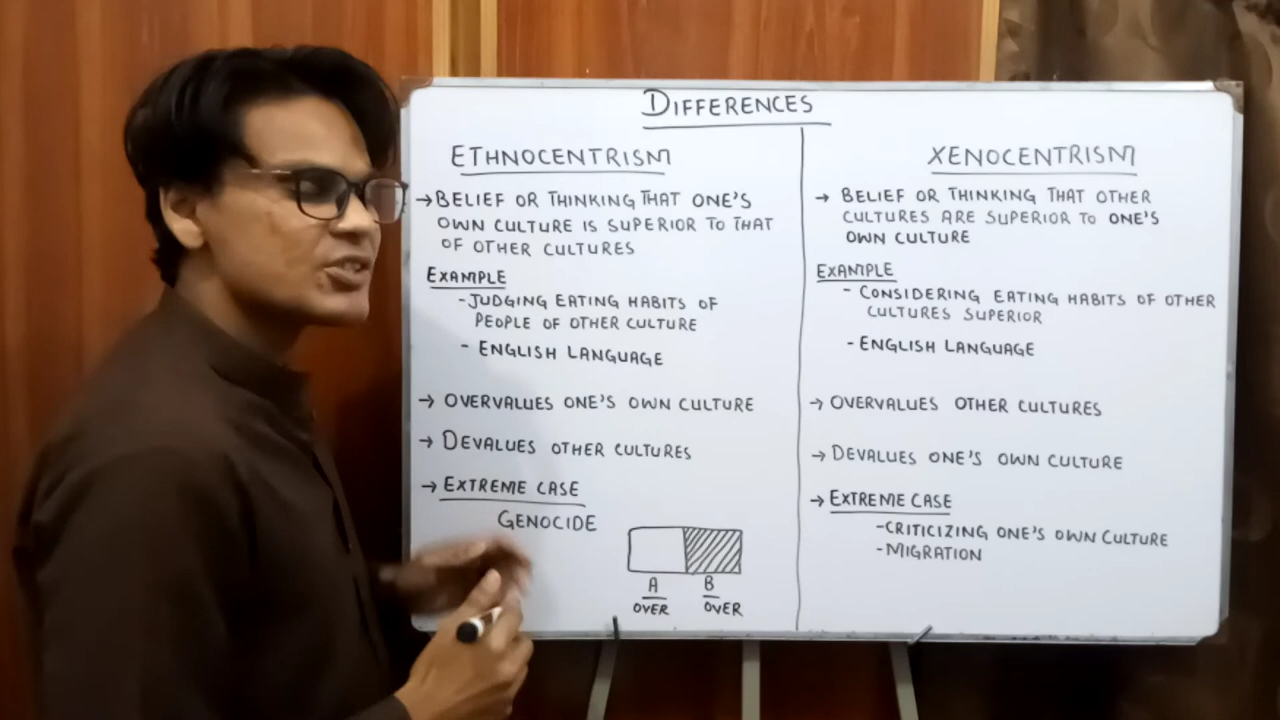 DIFFERENCES
ETHNOCENTRISM
→ BELIEF OR THINKING THAT ONE'S
OWN CULTURE IS SUPERIOR TO THAT
OF OTHER CULTURES
EXAMPLE
- JUDGING EATING HABITS OF
PEOPLE OF OTHER CULTURE
- ENGLISH LANGUAGE
→ OVERVALUES ONE'S OWN CULTURE
→ DEVALUES OTHER CULTURES
→ EXTREME CASE
GENOCIDE
A B
OVER OVER
XENOCENTRISM
→ BELIEF OR THINKING THAT OTHER
CULTURES ARE SUPERIOR TO ONE'S
OWN CULTURE
EXAMPLE
- CONSIDERING EATING HABITS OF OTHER
CULTURES SUPERIOR
- ENGLISH LANGUAGE
→ OVERVALUES OTHER CULTURES
→ DEVALUES ONE'S OWN CULTURE
→ EXTREME CASE
- CRITICIZING ONE'S OWN CULTURE
- MIGRATION